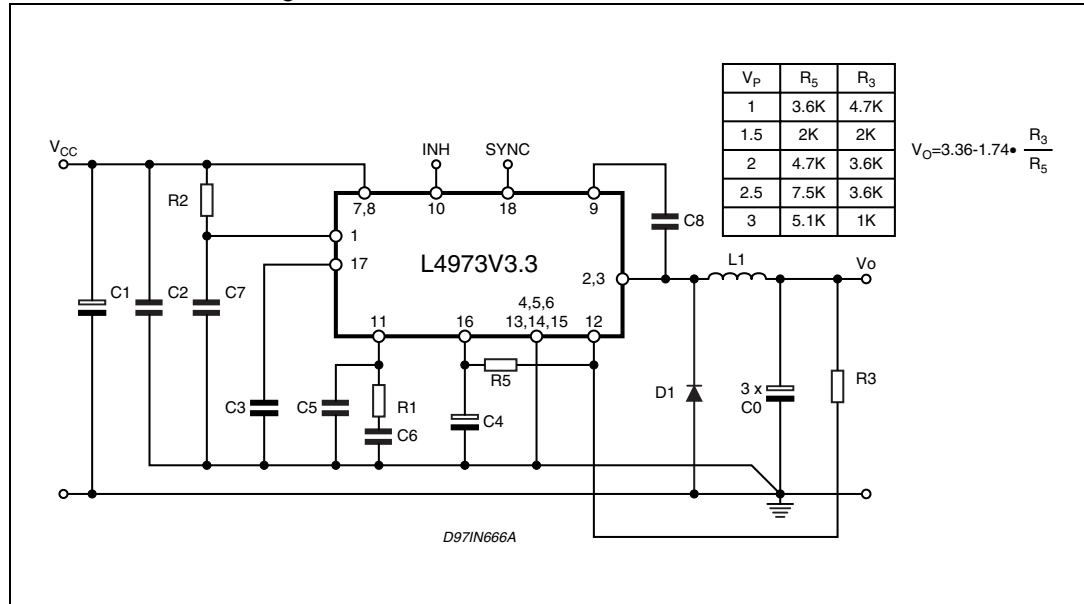 V_P R_5 R_3
1 3.6K 4.7K
1.5 2K 2K
2 4.7K 3.6K
2.5 7.5K 3.6K
3 5.1K 1K
V_O=3.36-1.74• R_3
R_5
V_CC
INH SYNC
R2
7,8 10 18 9
1
17
L4973V3.3
C8
2,3
L1
Vo
4,5,6
13,14,15
11 16 12
C1 C2 C7
R5
C3 C5 R1
C6
C4
D1
3 x
C0
R3
D97IN666A